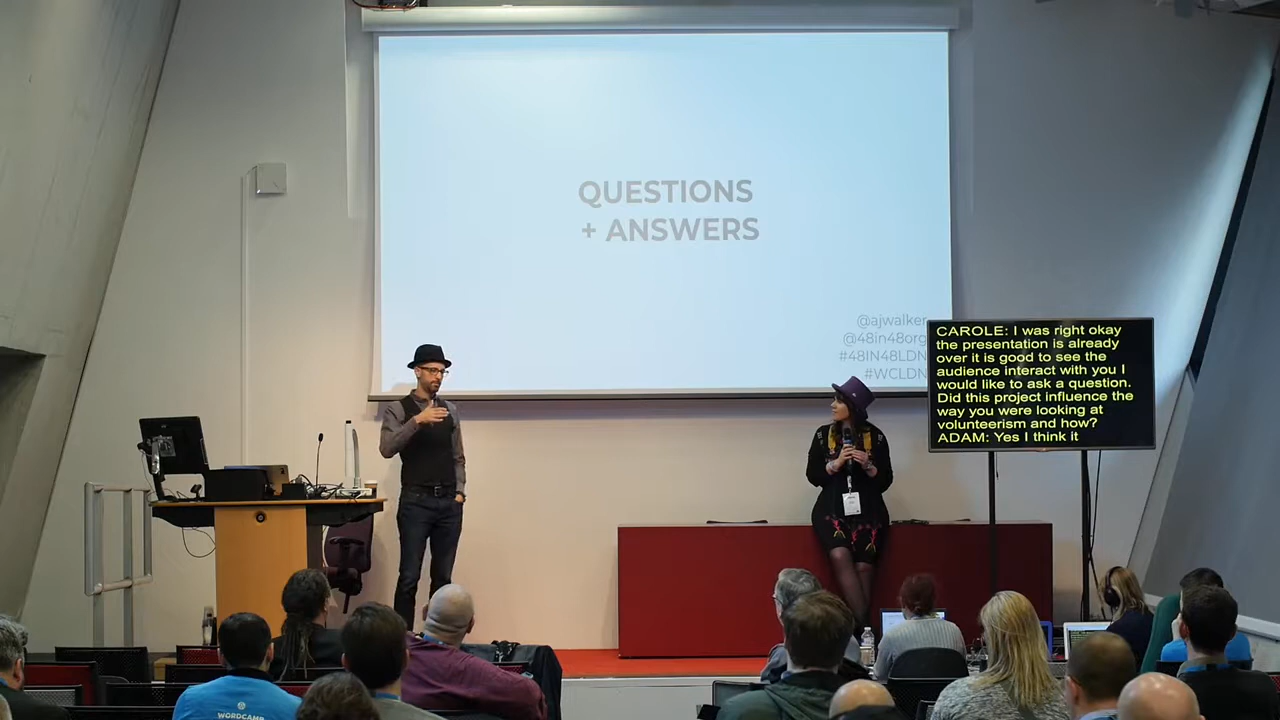 QUESTIONS
+ ANSWERS
@ajwalker
@48in48org
#48IN48LDN
#WCLDN
CAROLE: I was right okay
the presentation is already
over it is good to see the
audience interact with you I
would like to ask a question.
Did this project influence the
way you were looking at
volunteerism and how?
ADAM: Yes I think it
WORDCAMP